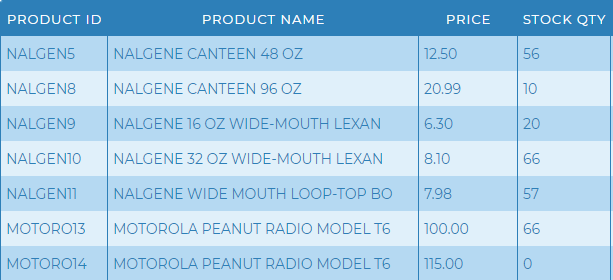 PRODUCT ID PRODUCT NAME PRICE STOCK QTY
NALGEN5 NALGENE CANTEEN 48 OZ 12.50 56
NALGEN8 NALGENE CANTEEN 96 OZ 20.99 10
NALGEN9 NALGENE 16 OZ WIDE-MOUTH LEXAN 6.30 20
NALGEN10 NALGENE 32 OZ WIDE-MOUTH LEXAN 8.10 66
NALGEN11 NALGENE WIDE MOUTH LOOP-TOP BO 7.98 57
MOTORO13 MOTOROLA PEANUT RADIO MODEL T6 100.00 66
MOTORO14 MOTOROLA PEANUT RADIO MODEL T6 115.00 0